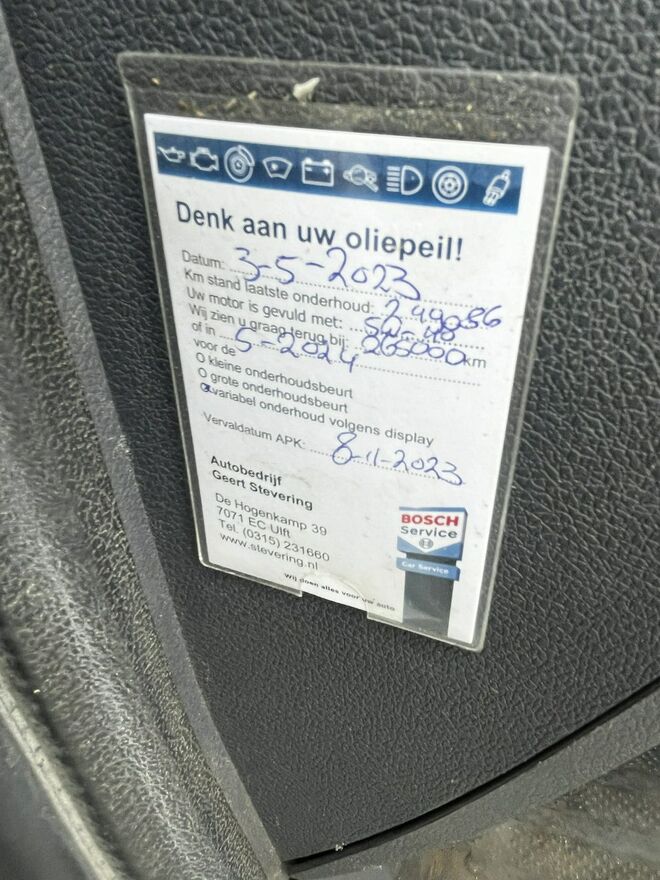 Denk aan uw oliepeil!
Datum: 3-5-2023
Km stand laatste onderhoud: 249086
Uw motor is gevuld met: 5W-40
Wij zien u graag terug bij: 265000 km
of in 5-2024
voor de
O kleine onderhoudsbeurt
O grote onderhoudsbeurt
O variabel onderhoud volgens display
Vervaldatum APK: 8-11-2023
Autobedrijf
Geert Stevering
De Hogenkamp 39
7071 EC Ulft
Tel. (0315) 231660
www.stevering.nl
BOSCH
Service
Car Service
Wij doen alles voor uw auto